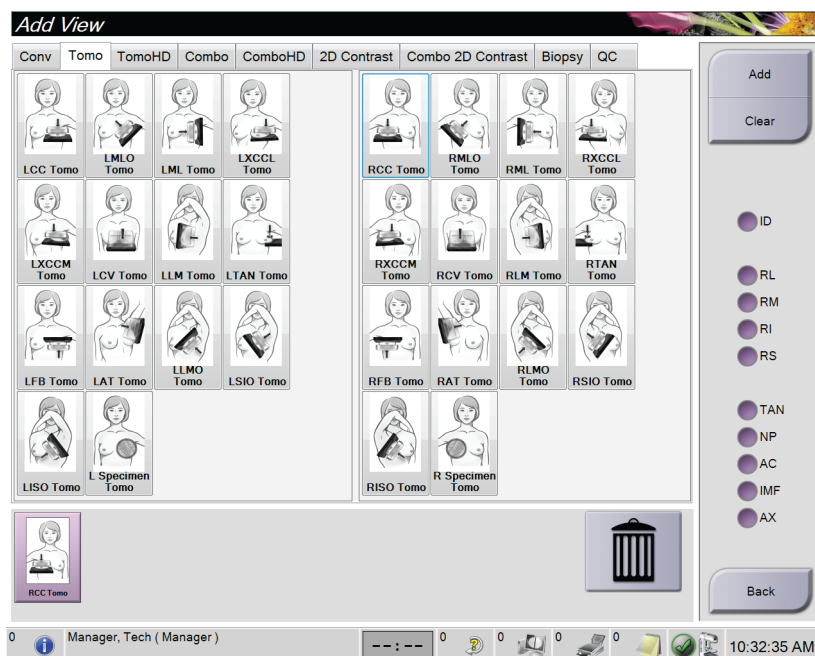 Add View
Conv Tomo TomoHD Combo ComboHD 2D Contrast Combo 2D Contrast Biopsy QC
LCC Tomo
LMLO
Tomo
LML Tomo
LXCCL
Tomo
LXCCM
Tomo
LCV Tomo
LLM Tomo
LTAN Tomo
LFB Tomo
LAT Tomo
LLMO
Tomo
LSIO Tomo
LISO Tomo
L Specimen
Tomo
RCC Tomo
RMLO
Tomo
RML Tomo
RXCCL
Tomo
RXCCM
Tomo
RCV Tomo
RLM Tomo
RTAN
Tomo
RFB Tomo
RAT Tomo
RLMO
Tomo
RSIO Tomo
RISO Tomo
R Specimen
Tomo
Add
Clear
ID
RL
RM
RI
RS
TAN
NP
AC
IMF
AX
Back
RCC Tomo
0 Manager, Tech ( Manager ) --:-- 0 0 0 0 10:32:35 AM